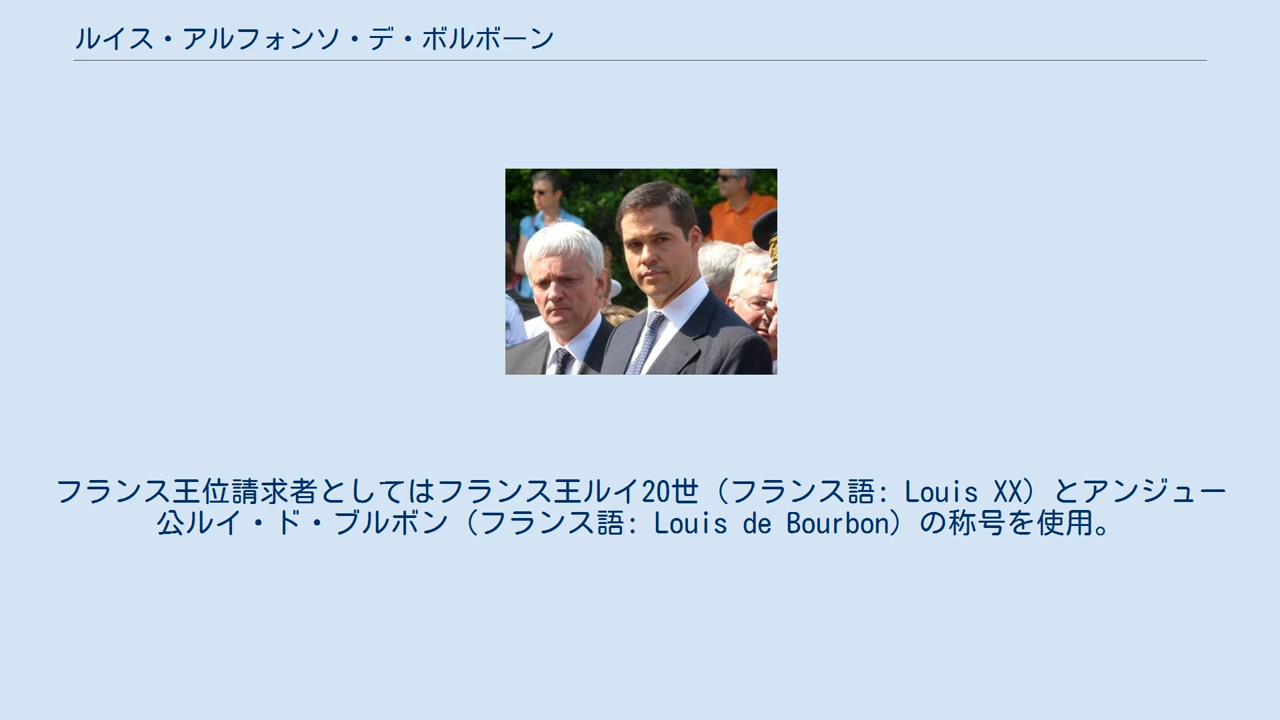 ルイス・アルフォンソ・デ・ボルボーン
フランス王位請求者としてはフランス王ルイ20世（フランス語: Louis XX）とアンジュー
公ルイ・ド・ブルボン（フランス語: Louis de Bourbon）の称号を使用。